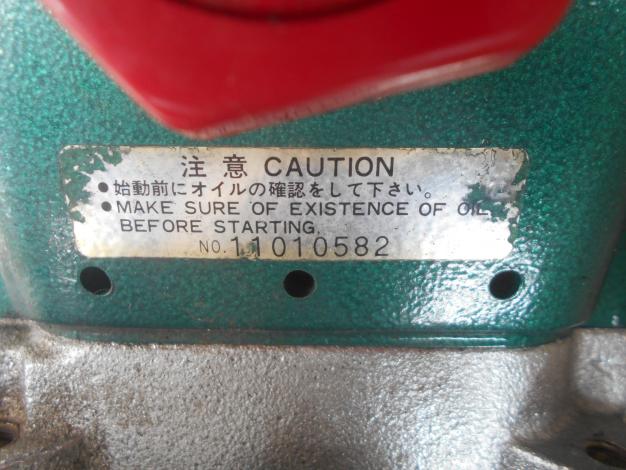 注意 CAUTION
●始動前にオイルの確認をして下さい。
●MAKE SURE OF EXISTENCE OF OIL
BEFORE STARTING.
NO.11010582